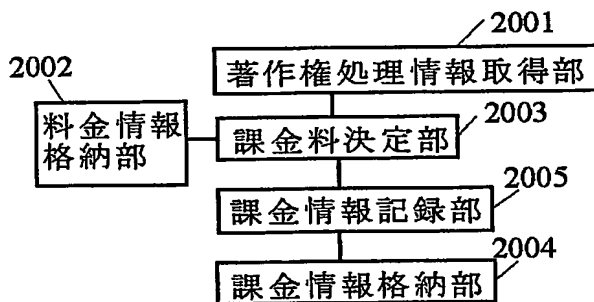 2001
著作権処理情報取得部
2002
料金情報
格納部
2003
課金料決定部
2005
課金情報記録部
2004
課金情報格納部